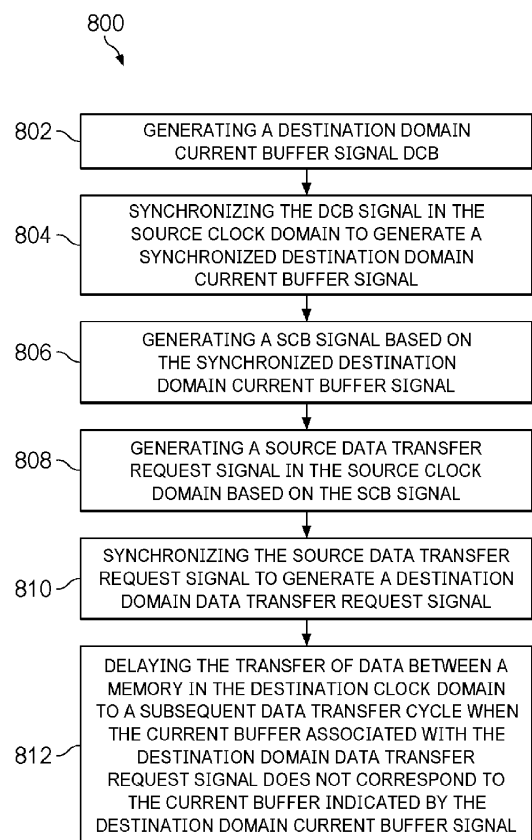 800
802
GENERATING A DESTINATION DOMAIN
CURRENT BUFFER SIGNAL DCB
804
SYNCHRONIZING THE DCB SIGNAL IN THE
SOURCE CLOCK DOMAIN TO GENERATE A
SYNCHRONIZED DESTINATION DOMAIN
CURRENT BUFFER SIGNAL
806
GENERATING A SCB SIGNAL BASED ON
THE SYNCHRONIZED DESTINATION
DOMAIN CURRENT BUFFER SIGNAL
808
GENERATING A SOURCE DATA TRANSFER
REQUEST SIGNAL IN THE SOURCE CLOCK
DOMAIN BASED ON THE SCB SIGNAL
810
SYNCHRONIZING THE SOURCE DATA TRANSFER
REQUEST SIGNAL TO GENERATE A DESTINATION
DOMAIN DATA TRANSFER REQUEST SIGNAL
812
DELAYING THE TRANSFER OF DATA BETWEEN A
MEMORY IN THE DESTINATION CLOCK DOMAIN
TO A SUBSEQUENT DATA TRANSFER CYCLE WHEN
THE CURRENT BUFFER ASSOCIATED WITH THE
DESTINATION DOMAIN DATA TRANSFER
REQUEST SIGNAL DOES NOT CORRESPOND TO
THE CURRENT BUFFER INDICATED BY THE
DESTINATION DOMAIN CURRENT BUFFER SIGNAL